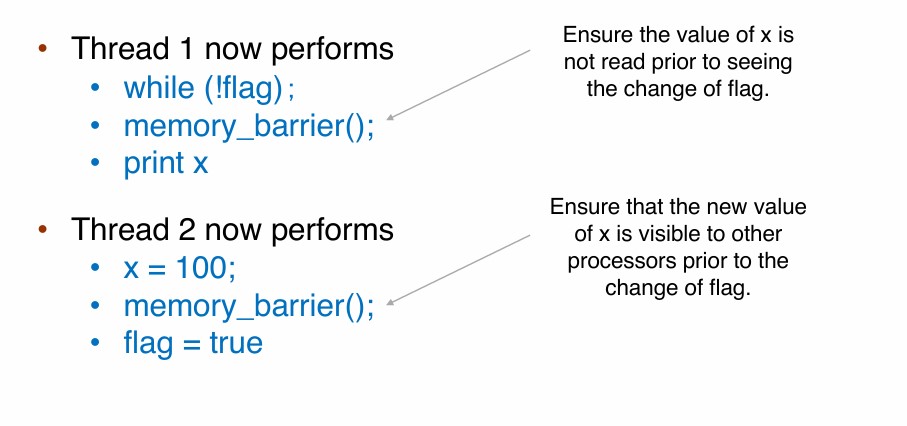 • Thread 1 now performs
• while (!flag) ;
• memory_barrier();
• print x
Ensure the value of x is
not read prior to seeing
the change of flag.
• Thread 2 now performs
• x = 100;
• memory_barrier();
• flag = true
Ensure that the new value
of x is visible to other
processors prior to the
change of flag.